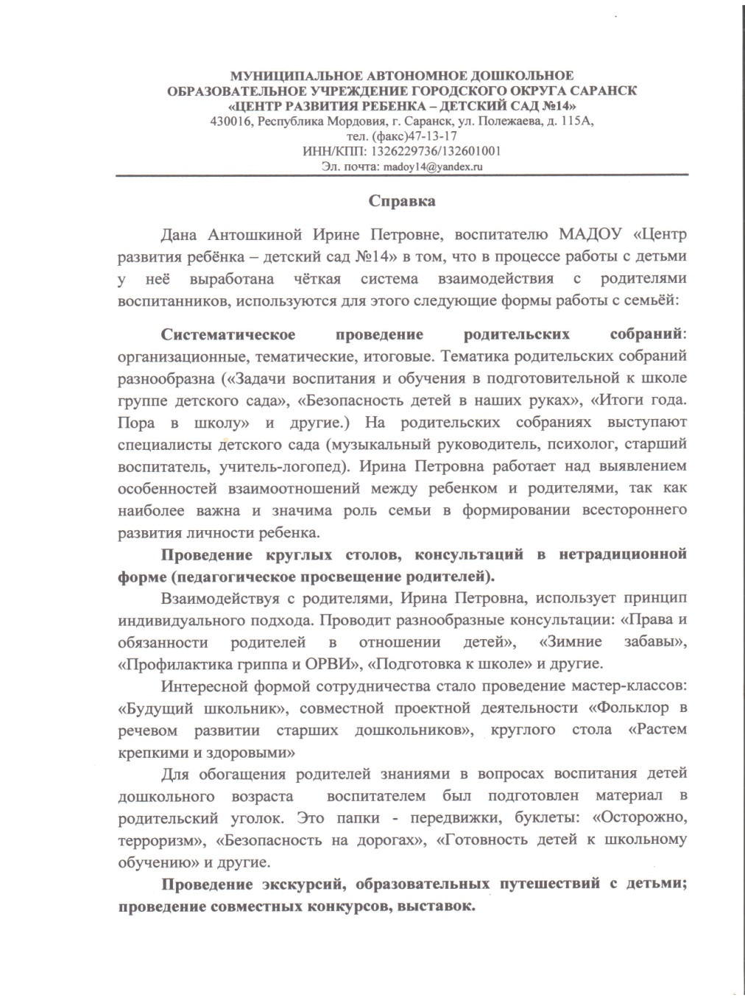 МУНИЦИПАЛЬНОЕ АВТОНОМНОЕ ДОШКОЛЬНОЕ
ОБРАЗОВАТЕЛЬНОЕ УЧРЕЖДЕНИЕ ГОРОДСКОГО ОКРУГА САРАНСК
«ЦЕНТР РАЗВИТИЯ РЕБЕНКА – ДЕТСКИЙ САД №14»
430016, Республика Мордовия, г. Саранск, ул. Полежаева, д. 115А,
тел. (факс)47-13-17
ИНН/КПП: 1326229736/132601001
Эл. почта: madoy14@yandex.ru
Справка
Дана Антошкиной Ирине Петровне, воспитателю МАДОУ «Центр
развития ребёнка – детский сад №14» в том, что в процессе работы с детьми
у неё выработана чёткая система взаимодействия с родителями
воспитанников, используются для этого следующие формы работы с семьёй:
Систематическое проведение родительских собраний:
организационные, тематические, итоговые. Тематика родительских собраний
разнообразна («Задачи воспитания и обучения в подготовительной к школе
группе детского сада», «Безопасность детей в наших руках», «Итоги года.
Пора в школу» и другие.) На родительских собраниях выступают
специалисты детского сада (музыкальный руководитель, психолог, старший
воспитатель, учитель-логопед). Ирина Петровна работает над выявлением
особенностей взаимоотношений между ребенком и родителями, так как
наиболее важна и значима роль семьи в формировании всестороннего
развития личности ребенка.
Проведение круглых столов, консультаций в нетрадиционной
форме (педагогическое просвещение родителей).
Взаимодействуя с родителями, Ирина Петровна, использует принцип
индивидуального подхода. Проводит разнообразные консультации: «Права и
обязанности родителей в отношении детей», «Зимние забавы»,
«Профилактика гриппа и ОРВИ», «Подготовка к школе» и другие.
Интересной формой сотрудничества стало проведение мастер-классов:
«Будущий школьник», совместной проектной деятельности «Фольклор в
речевом развитии старших дошкольников», круглого стола «Растем
крепкими и здоровыми»
Для обогащения родителей знаниями в вопросах воспитания детей
дошкольного возраста воспитателем был подготовлен материал в
родительский уголок. Это папки - передвижки, буклеты: «Осторожно,
терроризм», «Безопасность на дорогах», «Готовность детей к школьному
обучению» и другие.
Проведение экскурсий, образовательных путешествий с детьми;
проведение совместных конкурсов, выставок.